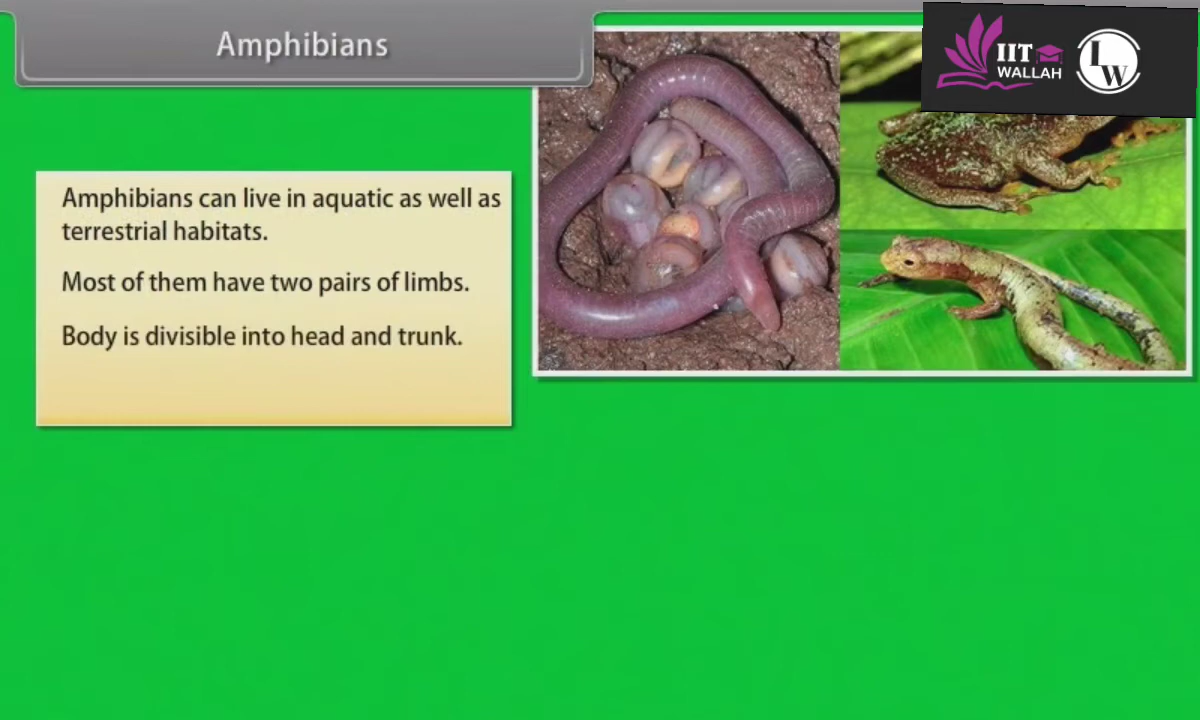 Amphibians
IIT
WALLAH
LW
Amphibians can live in aquatic as well as
terrestrial habitats.
Most of them have two pairs of limbs.
Body is divisible into head and trunk.